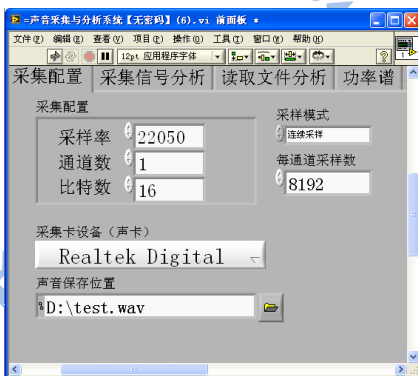 =声音采集与分析系统【无密码】(6).vi 前面板 *
文件(F) 编辑(E) 查看(V) 项目(P) 操作(O) 工具(T) 窗口(W) 帮助(H)
12pt 应用程序字体
采集配置 采集信号分析 读取文件分析 功率谱
采集配置
采样率 22050
通道数 1
比特数 16
采样模式
连续采样
每通道采样数
8192
采集卡设备（声卡）
Realtek Digital
声音保存位置
D:\test.wav